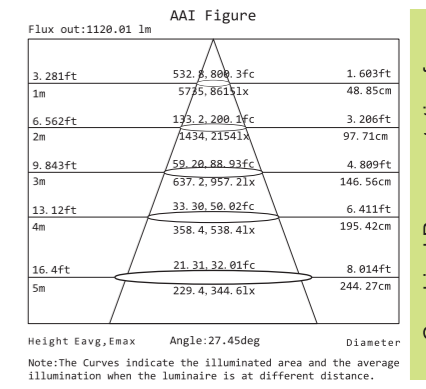 AAI Figure
Flux out:1120.01 lm
3.281ft 532.8,800.3fc 1.603ft
1m 5735,8615lx 48.85cm
6.562ft 133.2,200.1fc 3.206ft
2m 1434,2154lx 97.71cm
9.843ft 59.20,88.93fc 4.809ft
3m 637.2,957.2lx 146.56cm
13.12ft 33.30,50.02fc 6.411ft
4m 358.4,538.4lx 195.42cm
16.4ft 21.31,32.01fc 8.014ft
5m 229.4,344.6lx 244.27cm
Height Eavg,Emax Angle:27.45deg Diameter
Note:The Curves indicate the illuminated area and the average
illumination when the luminaire is at different distance.